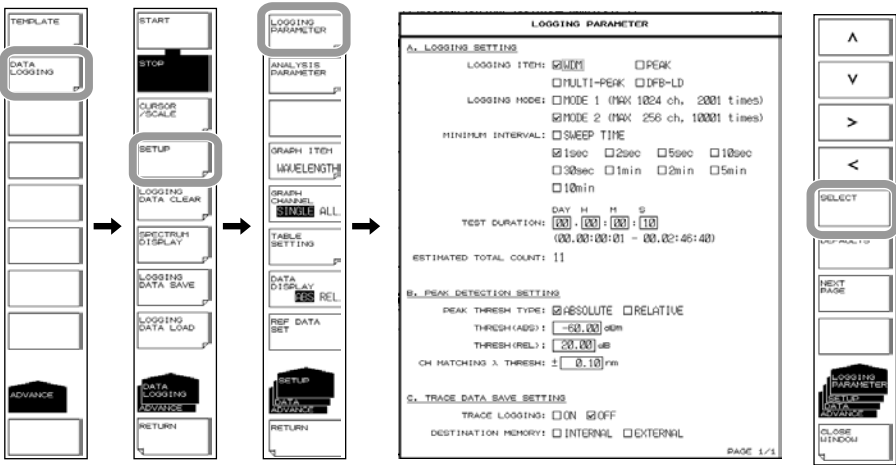 TEMPLATE
DATA
LOGGING
ADVANCE
START
STOP
CURSOR
/SCALE
SETUP
LOGGING
DATA CLEAR
SPECTRUM
DISPLAY
LOGGING
DATA SAVE
LOGGING
DATA LOAD
DATA
LOGGING
ADVANCE
RETURN
LOGGING
PARAMETER
ANALYSIS
PARAMETER
GRAPH ITEM
WAVELENGTH
GRAPH
CHANNEL
SINGLE ALL
TABLE
SETTING
DATA
DISPLAY
ABS REL
REF DATA
SET
SETUP
DATA
ADVANCE
RETURN
LOGGING PARAMETER
A. LOGGING SETTING
LOGGING ITEM: ☑WDM ☐PEAK
☐MULTI-PEAK ☐DFB-LD
LOGGING MODE: ☐MODE 1 (MAX 1024 ch, 2001 times)
☑MODE 2 (MAX 256 ch, 10001 times)
MINIMUM INTERVAL: ☐SWEEP TIME
☑1sec ☐2sec ☐5sec ☐10sec
☐30sec ☐1min ☐2min ☐5min
☐10min
DAY H M S
TEST DURATION: 00 . 00 : 00 : 10
(00.00:00:01 - 00.02:46:40)
ESTIMATED TOTAL COUNT: 11
B. PEAK DETECTION SETTING
PEAK THRESH TYPE: ☑ABSOLUTE ☐RELATIVE
THRESH(ABS): -60.00 dBm
THRESH(REL): 20.00 dB
CH MATCHING λ THRESH: ± 0.10 nm
C. TRACE DATA SAVE SETTING
TRACE LOGGING: ☐ON ☑OFF
DESTINATION MEMORY: ☐INTERNAL ☐EXTERNAL
PAGE 1/1
SELECT
DEFAULTS
NEXT
PAGE
LOGGING
PARAMETER
SETUP
DATA
ADVANCE
CLOSE
WINDOW